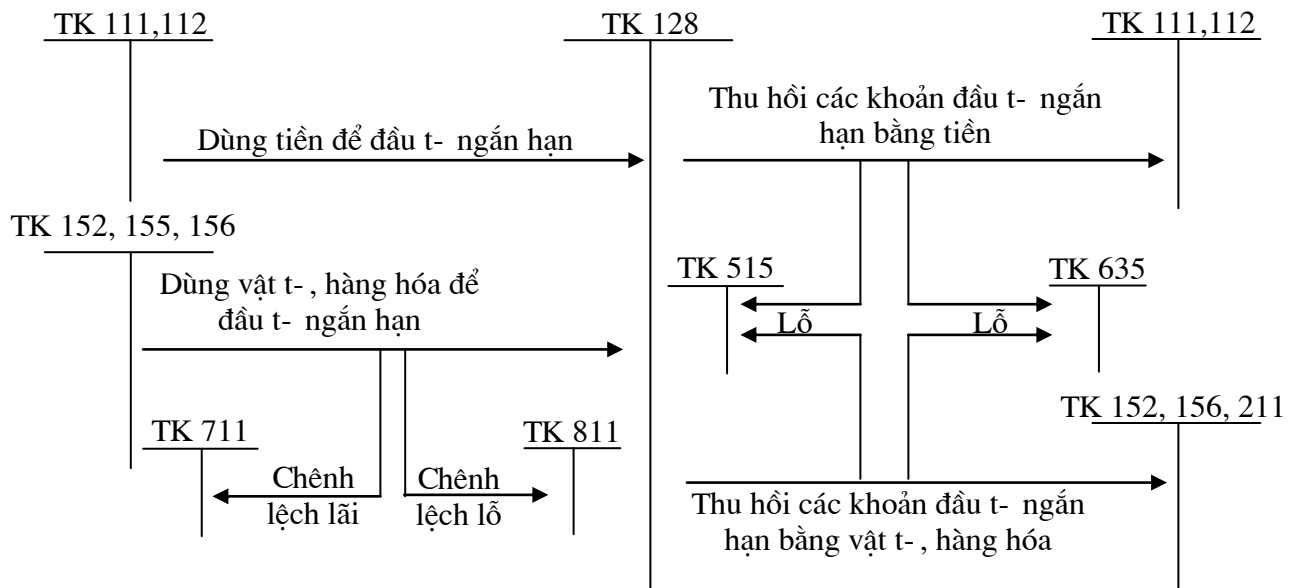 TK 111,112
TK 128
TK 111,112
Thu hồi các khoản đầu t- ngắn
hạn bằng tiền
Dùng tiền để đầu t- ngắn hạn
TK 152, 155, 156
TK 515
TK 635
Dùng vật t-, hàng hóa để
đầu t- ngắn hạn
Lỗ
Lỗ
TK 152, 156, 211
TK 711
TK 811
Chênh
lệch lãi
Chênh
lệch lỗ
Thu hồi các khoản đầu t- ngắn
hạn bằng vật t-, hàng hóa